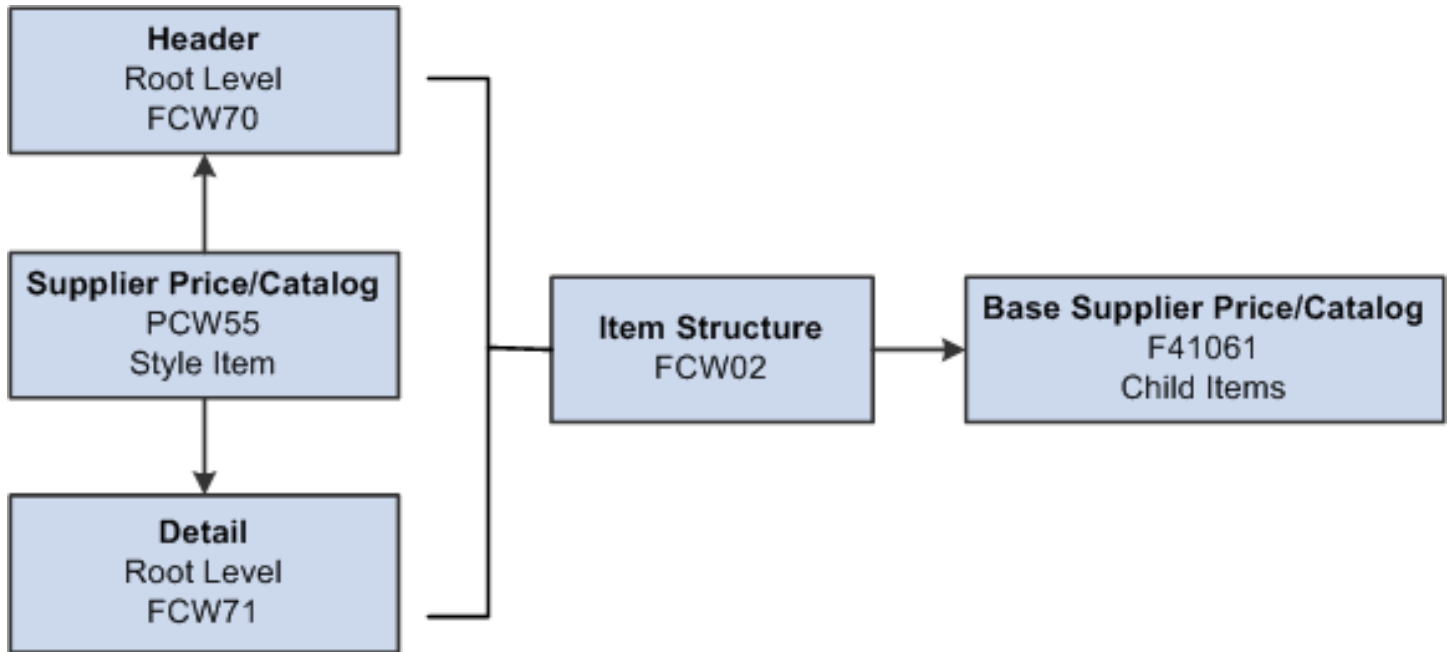 Header
Root Level
FCW70
Supplier Price/Catalog
PCW55
Style Item
Detail
Root Level
FCW71
Item Structure
FCW02
Base Supplier Price/Catalog
F41061
Child Items